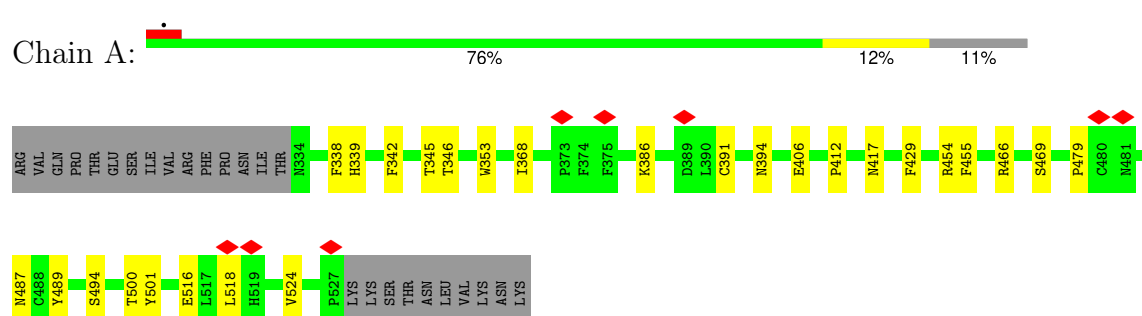 Chain A:
76% 12% 11%
ARG VAL GLN PRO THR GLU SER ILE VAL ARG PHE PRO ASN ILE THR N334 F338 H339 F342 T345 T346 W353 I368 P373 F374 F375 K386 D389 L390 C391 N394 E406 P412 N417 F429 R454 F455 R466 S469 P479 C480 N481
N487 C488 Y489 S494 T500 Y501 E516 L517 L518 H519 V524 P527 LYS LYS SER THR ASN LEU VAL LYS ASN LYS